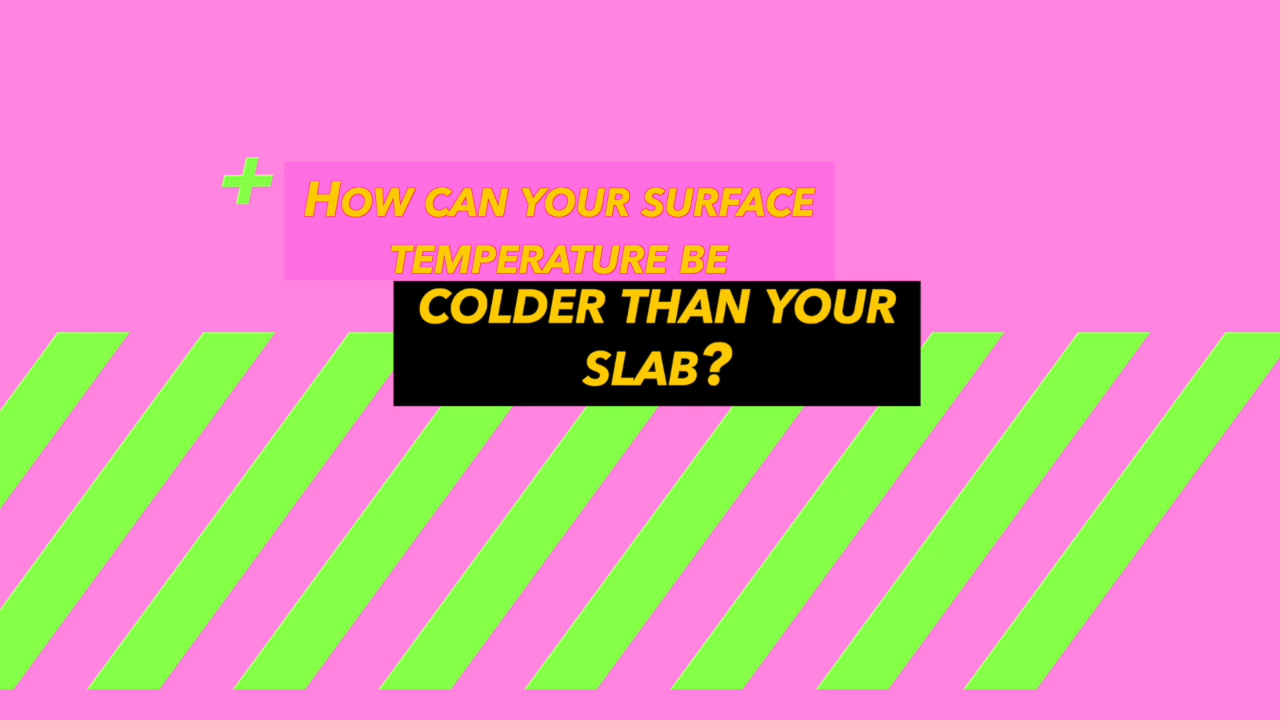 How can your surface
temperature be
colder than your
slab?